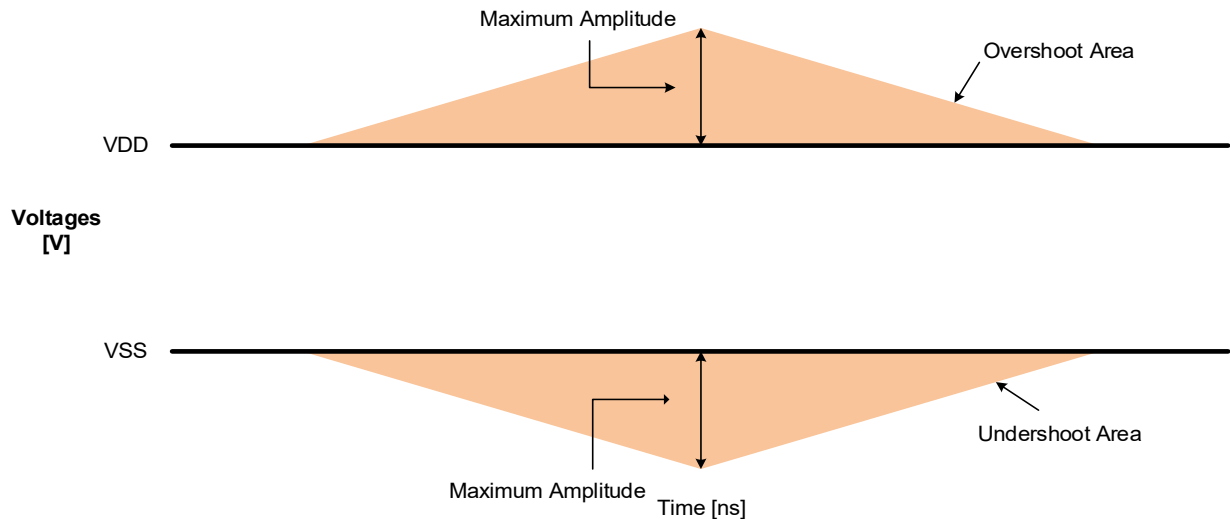 Maximum Amplitude
Overshoot Area
VDD
Voltages
[V]
VSS
Undershoot Area
Maximum Amplitude
Time [ns]